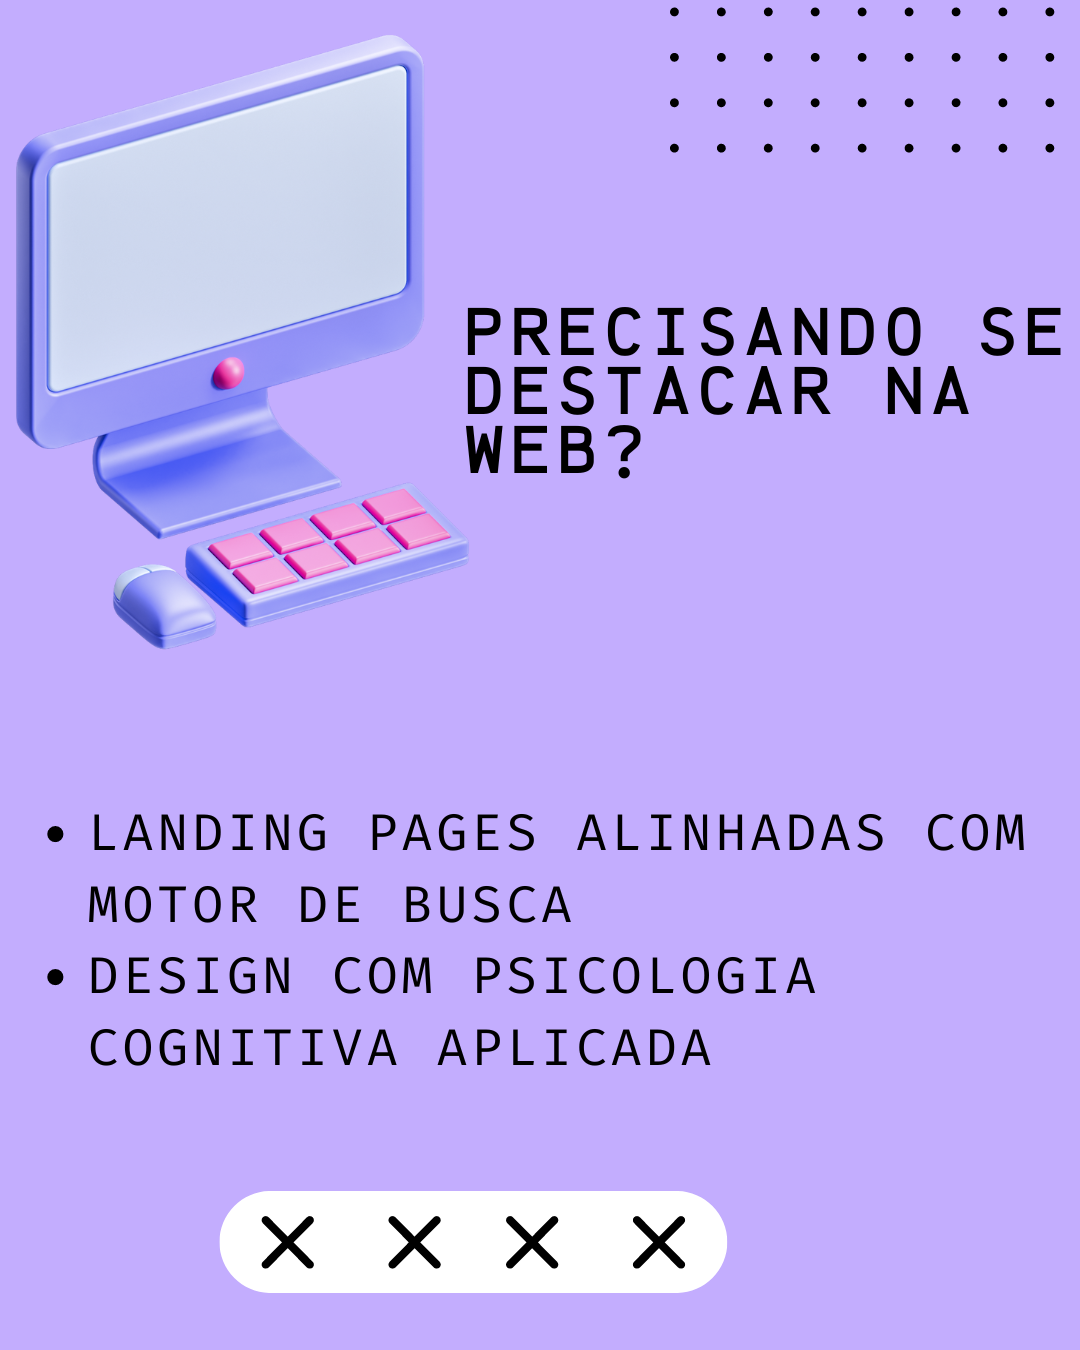 PRECISANDO SE
DESTACAR NA
WEB?
• LANDING PAGES ALINHADAS COM
MOTOR DE BUSCA
• DESIGN COM PSICOLOGIA
COGNITIVA APLICADA